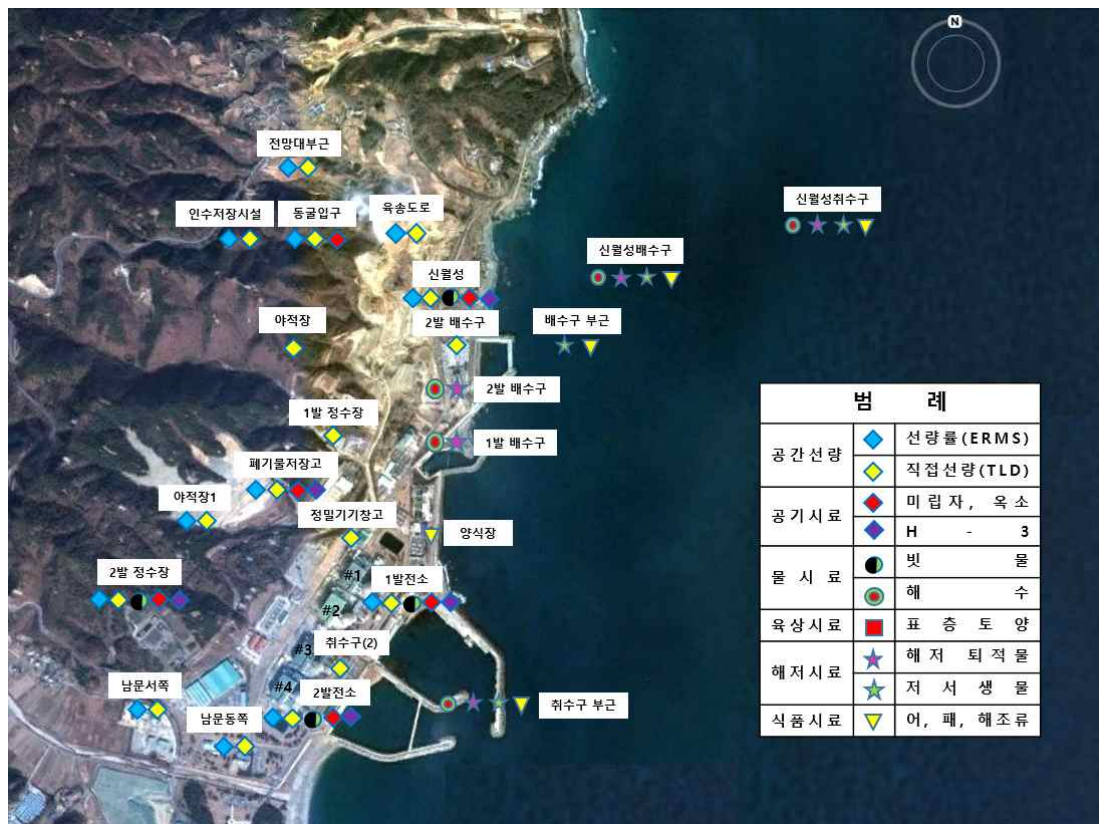 N
전망대부근
신월성취수구
인수저장시설
동굴입구
육송도로
신월성배수구
신월성
야적장
2발 배수구
배수구 부근
2발 배수구
1발 정수장
1발 배수구
폐기물저장고
야적장1
정밀기기창고
양식장
2발 정수장
#1
1발전소
#2
#3
취수구(2)
#4
2발전소
남문서쪽
취수구 부근
남문동쪽
범 례
공간선량
선량률(ERMS)
직접선량(TLD)
공기시료
미립자, 옥소
H - 3
물 시료
빗 물
해 수
육상시료
표 층 토 양
해저시료
해저 퇴적물
저 서 생 물
식품시료
어, 패, 해조류